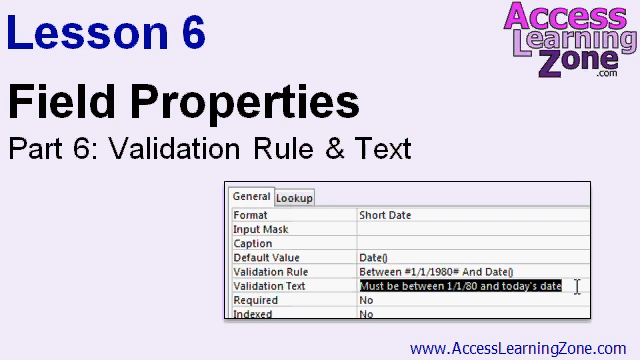 Lesson 6
Access
Learning
Zone
.com
Field Properties
Part 6: Validation Rule & Text
General Lookup
Format Short Date
Input Mask
Caption
Default Value Date()
Validation Rule Between #1/1/1980# And Date()
Validation Text Must be between 1/1/80 and today's date
Required No
Indexed No
www.AccessLearningZone.com